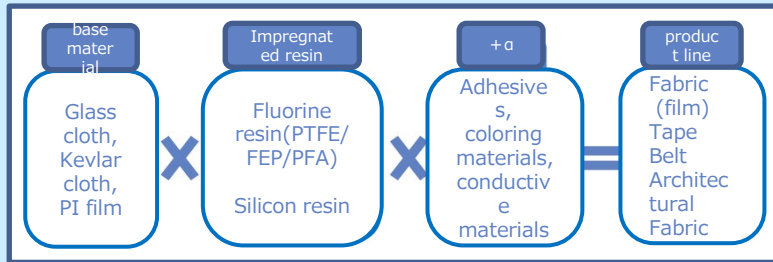 base
mater
ial
Glass
cloth,
Kevlar
cloth,
PI film
Impregnat
ed resin
Fluorine
resin(PTFE/
FEP/PFA)
Silicon resin
+α
Adhesive
s,
coloring
materials,
conductiv
e
materials
produc
t line
Fabric
(film)
Tape
Belt
Architec
tural
Fabric